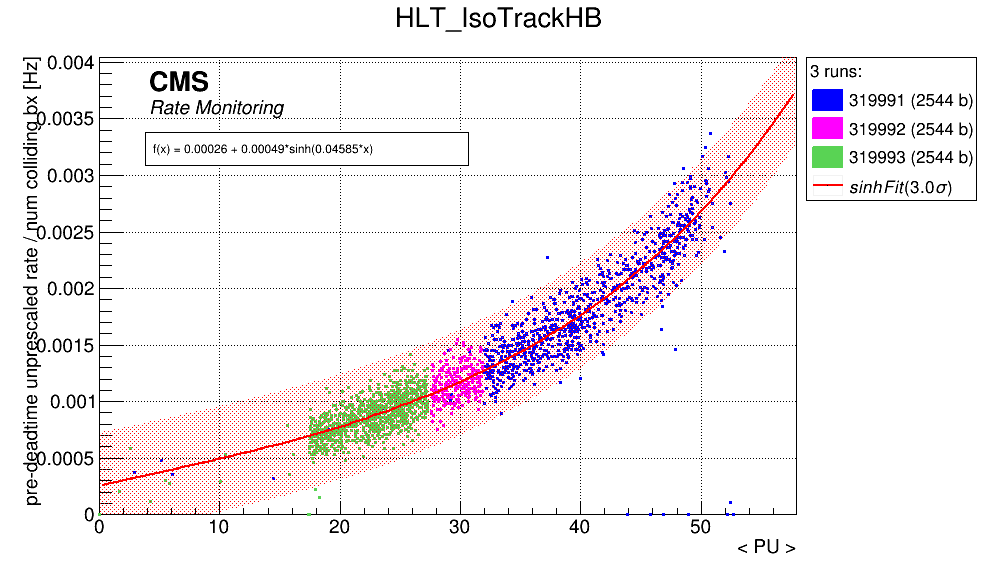 HLT_IsoTrackHB
pre-deadtime unprescaled rate / num colliding bx [Hz]
0.004
0.0035
0.003
0.0025
0.002
0.0015
0.001
0.0005
0
CMS
Rate Monitoring
f(x) = 0.00026 + 0.00049*sinh(0.04585*x)
3 runs:
319991 (2544 b)
319992 (2544 b)
319993 (2544 b)
sinhFit(3.0σ)
0 10 20 30 40 50
< PU >